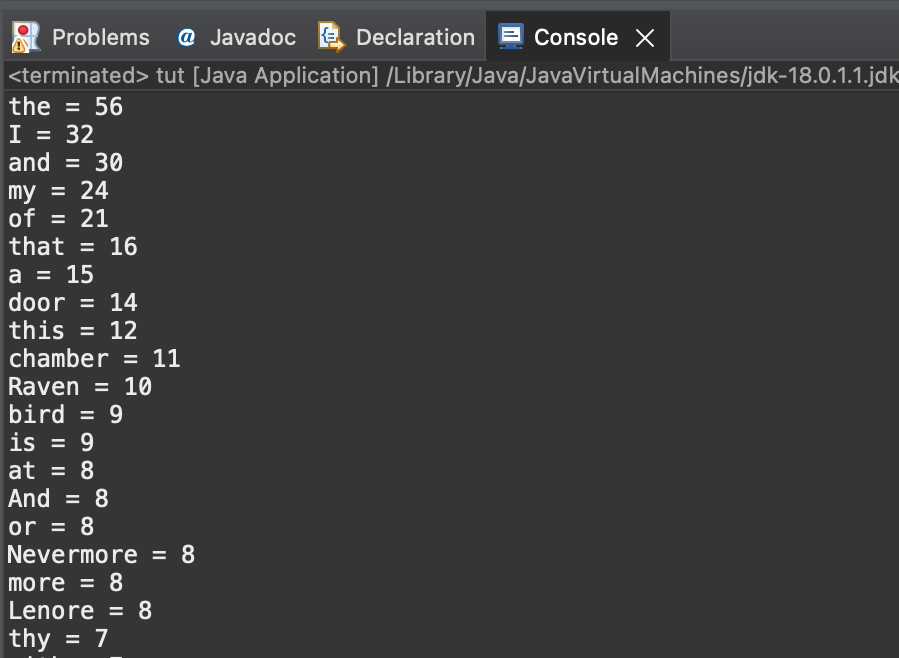 Problems @ Javadoc Declaration Console
<terminated> tut [Java Application] /Library/Java/JavaVirtualMachines/jdk-18.0.1.1.jdk
the = 56
I = 32
and = 30
my = 24
of = 21
that = 16
a = 15
door = 14
this = 12
chamber = 11
Raven = 10
bird = 9
is = 9
at = 8
And = 8
or = 8
Nevermore = 8
more = 8
Lenore = 8
thy = 7